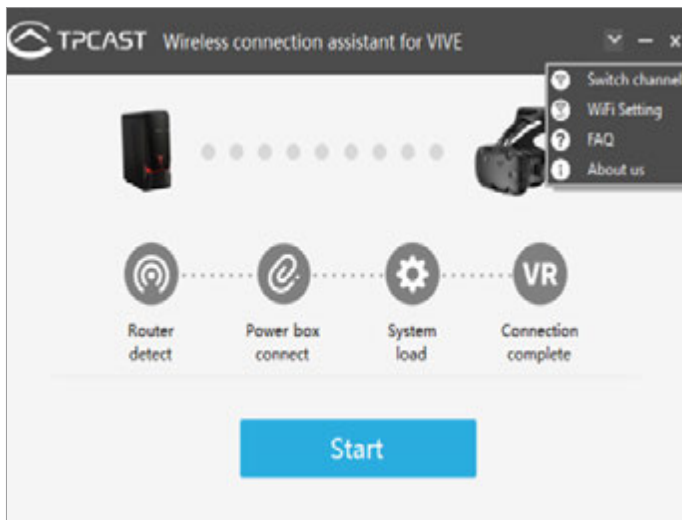 TPCAST Wireless connection assistant for VIVE
Switch channel
WiFi Setting
? FAQ
i About us
VR
Router detect
Power box connect
System load
Connection complete
Start